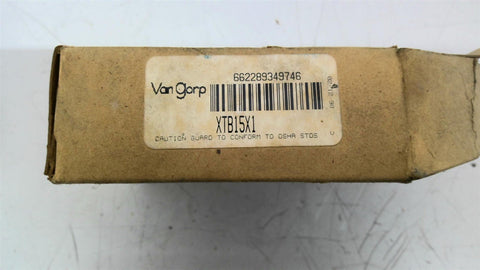 Van Gorp
662289349746
XTB15X1
CAUTION GUARD TO CONFORM TO OSHA STDS